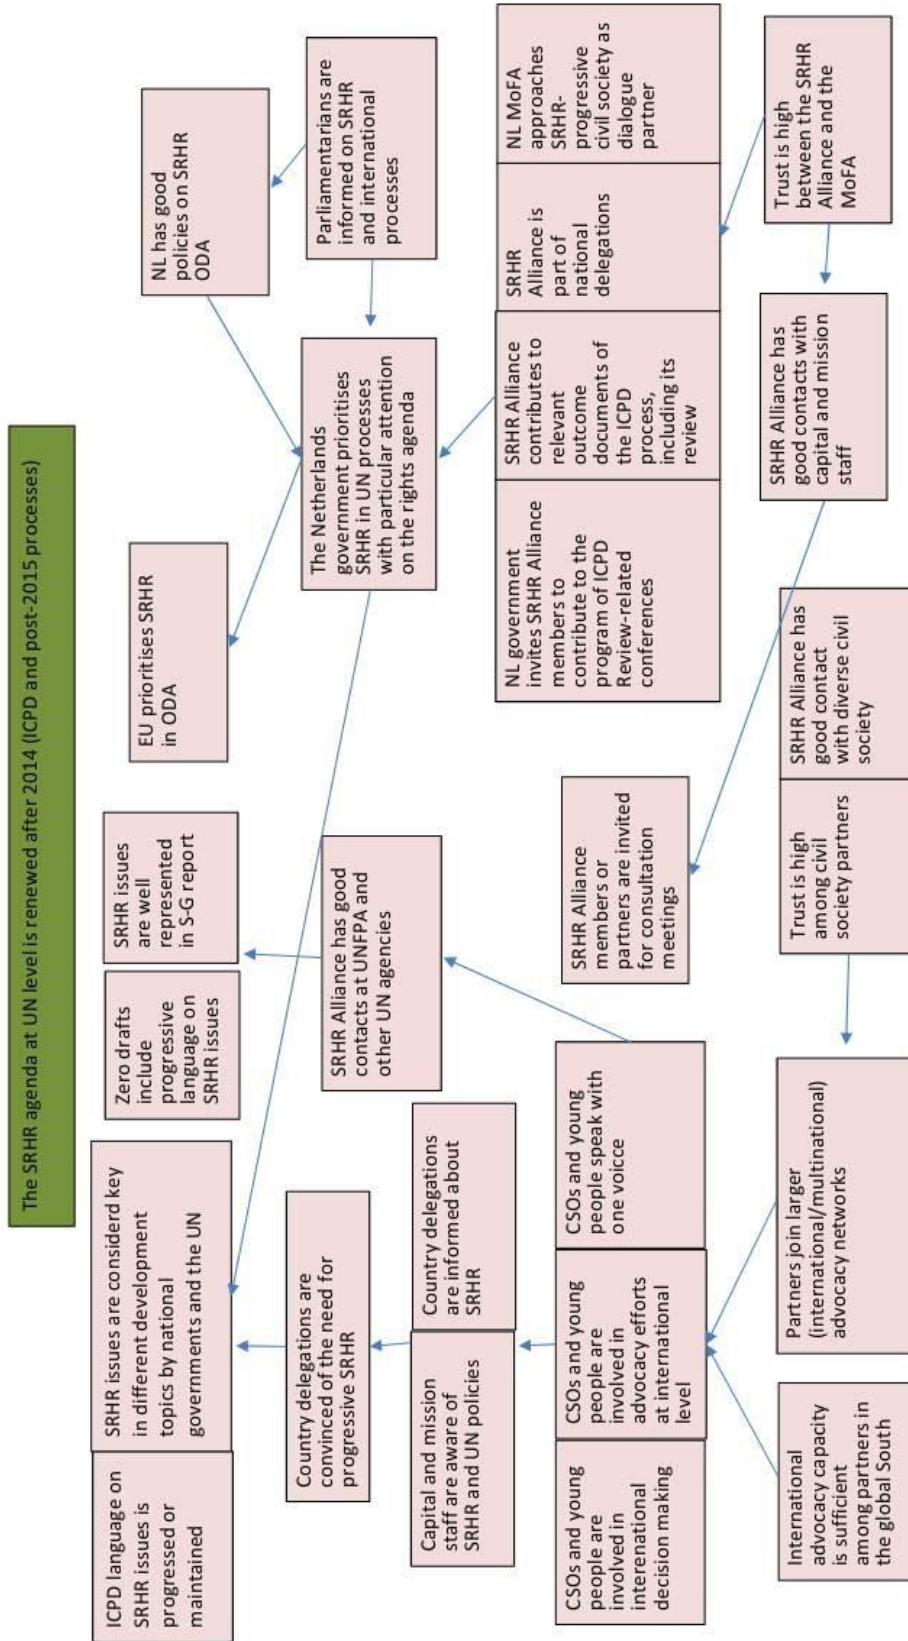 The SRHR agenda at UN level is renewed after 2014 (ICPD and post-2015 processes)
ICPD language on
SRHR issues is
progressed or
maintained
SRHR issues are considerd key
in different development
topics by national
governments and the UN
Zero drafts
include
progressive
language on
SRHR issues
SRHR issues
are well
represented
in S-G report
EU prioritises SRHR
in ODA
NL has good
policies on SRHR
ODA
Country delegations are
convinced of the need for
progressive SRHR
SRHR Alliance has good
contacts at UNFPA and
other UN agencies
The Netherlands
government prioritises
SRHR in UN processes
with particular attention
on the rights agenda
Parliamentarians are
informed on SRHR
and international
processes
Capital and mission
staff are aware of
SRHR and UN policies
Country delegations
are informed about
SRHR
CSOs and young
people are
involved in
interenational
decision making
CSOs and young
people are
involved in
advocacy efforts
at international
level
CSOs and young
people speak with
one voicce
SRHR Alliance
members or
partners are invited
for consultation
meetings
NL government
invites SRHR Alliance
members to
contribute to the
program of ICPD
Review-related
conferences
SRHR Alliance
contributes to
relevant
outcome
documents of
the ICPD
process,
including its
review
SRHR
Alliance is
part of
national
delegations
NL MoFA
approaches
SRHR-
progressive
civil society as
dialogue
partner
International
advocacy capacity
is sufficient
among partners in
the global South
Partners join larger
(international/multinational)
advocacy networks
Trust is high
among civil
society partners
SRHR Alliance has
good contact
with diverse civil
society
SRHR Alliance has
good contacts with
capital and mission
staff
Trust is high
between the SRHR
Alliance and the
MoFA